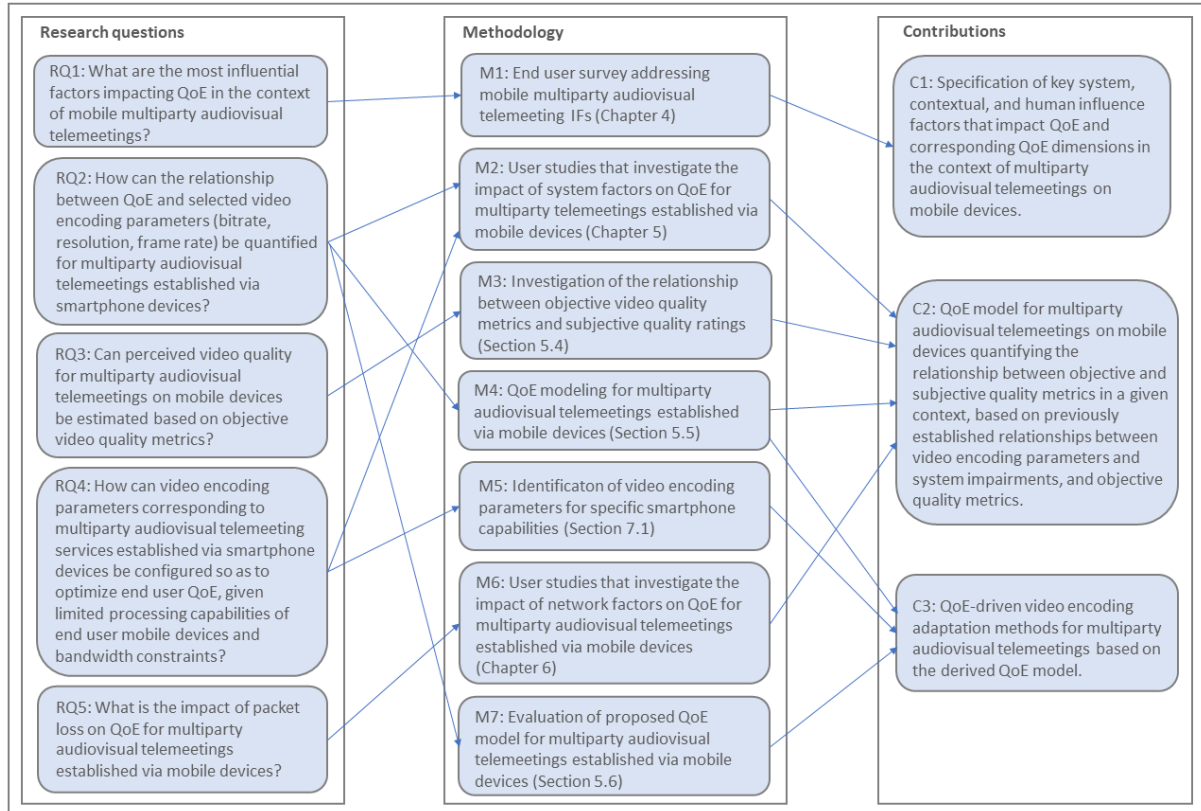 Research questions
RQ1: What are the most influential
factors impacting QoE in the context
of mobile multiparty audiovisual
telemeetings?
RQ2: How can the relationship
between QoE and selected video
encoding parameters (bitrate,
resolution, frame rate) be quantified
for multiparty audiovisual
telemeetings established via
smartphone devices?
RQ3: Can perceived video quality
for multiparty audiovisual
telemeetings on mobile devices
be estimated based on objective
video quality metrics?
RQ4: How can video encoding
parameters corresponding to
multiparty audiovisual telemeeting
services established via smartphone
devices be configured so as to
optimize end user QoE, given
limited processing capabilities of
end user mobile devices and
bandwidth constraints?
RQ5: What is the impact of packet
loss on QoE for multiparty
audiovisual telemeetings
established via mobile devices?
Methodology
M1: End user survey addressing
mobile multiparty audiovisual
telemeeting IFs (Chapter 4)
M2: User studies that investigate the
impact of system factors on QoE for
multiparty telemeetings established via
mobile devices (Chapter 5)
M3: Investigation of the relationship
between objective video quality
metrics and subjective quality ratings
(Section 5.4)
M4: QoE modeling for multiparty
audiovisual telemeetings established
via mobile devices (Section 5.5)
M5: Identificaton of video encoding
parameters for specific smartphone
capabilities (Section 7.1)
M6: User studies that investigate the
impact of network factors on QoE for
multiparty audiovisual telemeetings
established via mobile devices
(Chapter 6)
M7: Evaluation of proposed QoE
model for multiparty audiovisual
telemeetings established via mobile
devices (Section 5.6)
Contributions
C1: Specification of key system,
contextual, and human influence
factors that impact QoE and
corresponding QoE dimensions in
the context of multiparty
audiovisual telemeetings on
mobile devices.
C2: QoE model for multiparty
audiovisual telemeetings on mobile
devices quantifying the
relationship between objective and
subjective quality metrics in a given
context, based on previously
established relationships between
video encoding parameters and
system impairments, and objective
quality metrics.
C3: QoE-driven video encoding
adaptation methods for multiparty
audiovisual telemeetings based on
the derived QoE model.